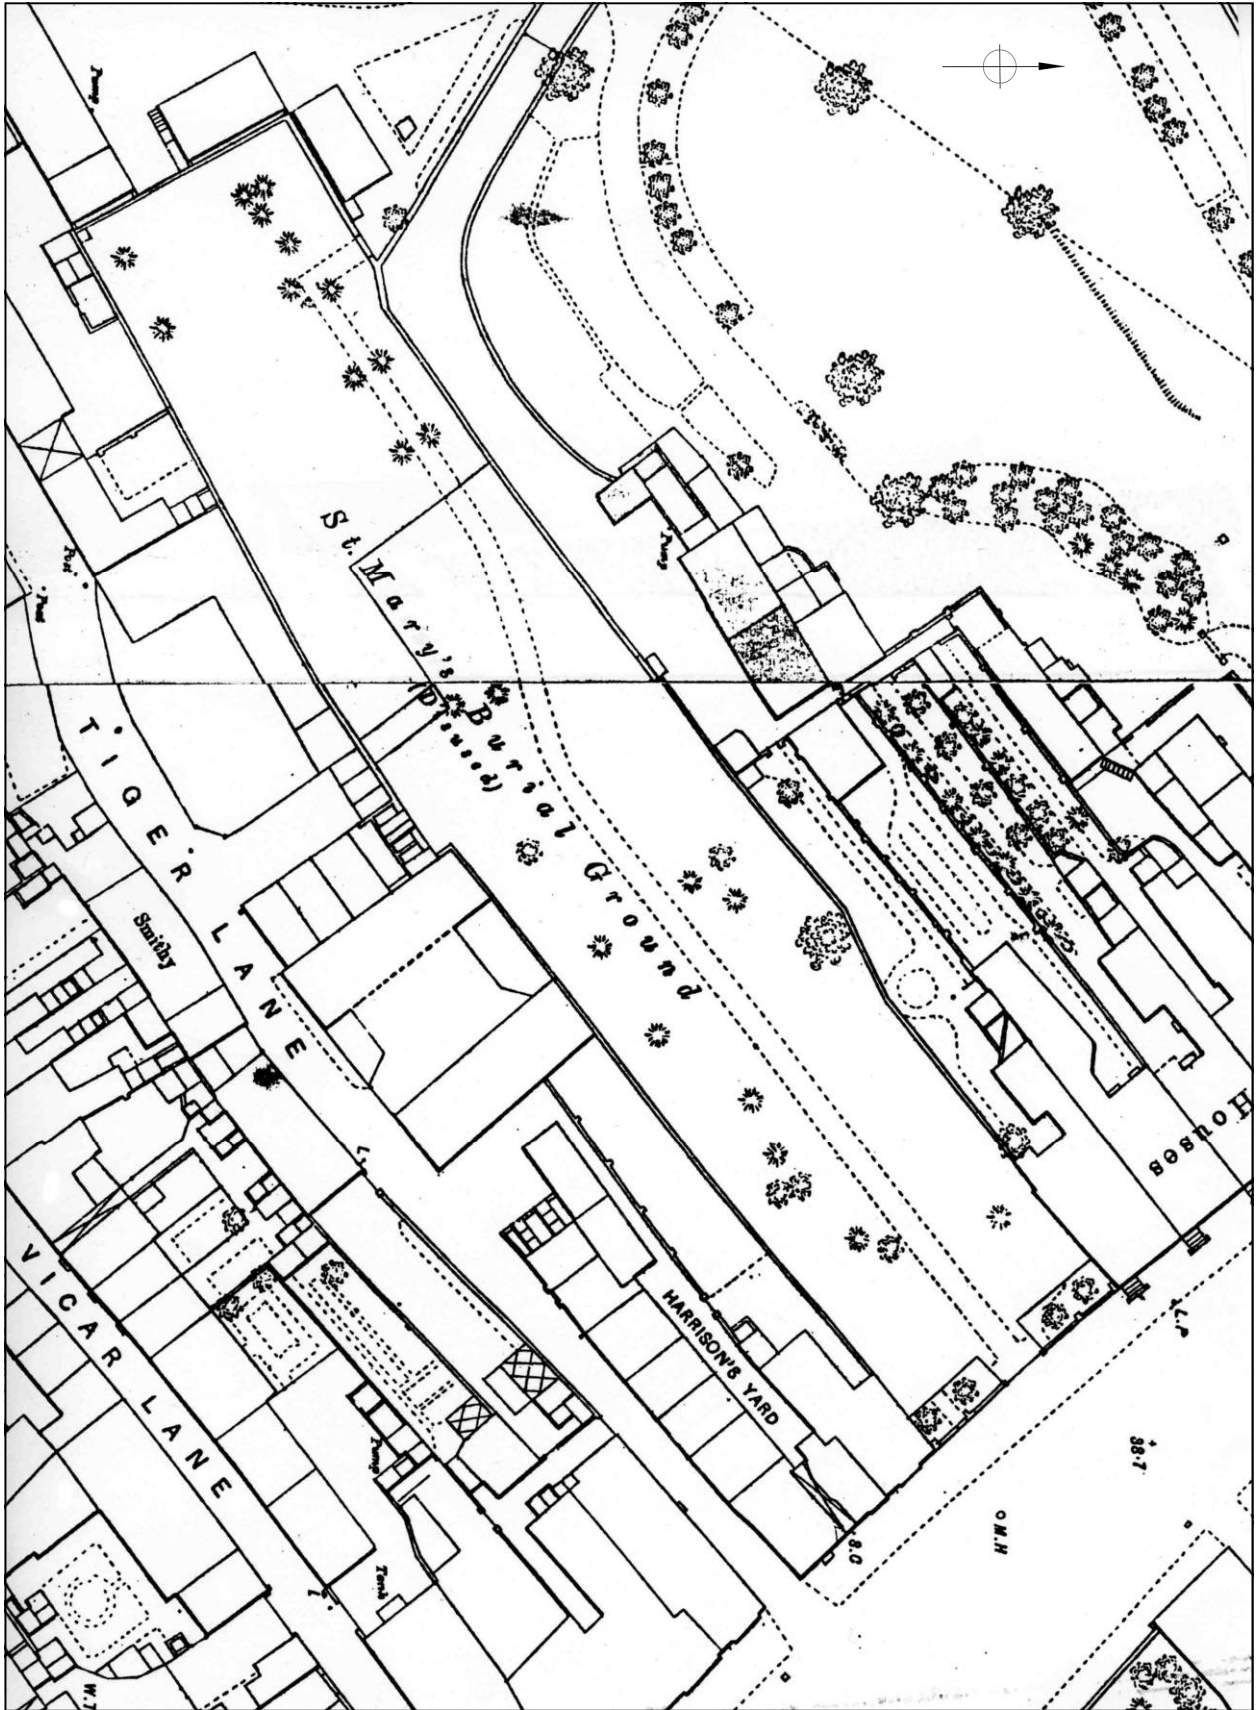 Pump
St. Mary's Burial Ground
(Disused)
Pump
Post
Post
TIGER LANE
Smithy
L
VICAR LANE
HARRISON'S YARD
Houses
L.P
38·7
M.H
Pump
Tank